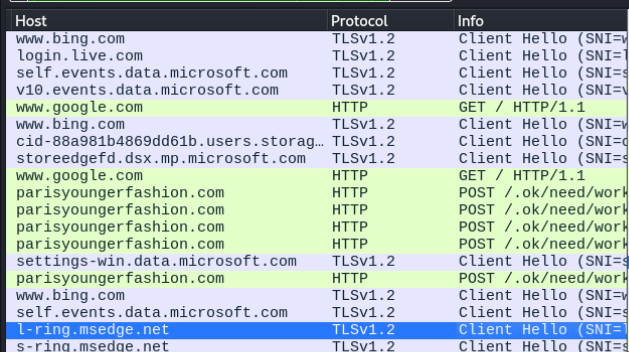 Host Protocol Info
www.bing.com TLSv1.2 Client Hello (SNI=w
login.live.com TLSv1.2 Client Hello (SNI=l
self.events.data.microsoft.com TLSv1.2 Client Hello (SNI=s
v10.events.data.microsoft.com TLSv1.2 Client Hello (SNI=v
www.google.com HTTP GET / HTTP/1.1
www.bing.com TLSv1.2 Client Hello (SNI=w
cid-88a981b4869dd61b.users.storag… TLSv1.2 Client Hello (SNI=c
storeedgefd.dsx.mp.microsoft.com TLSv1.2 Client Hello (SNI=s
www.google.com HTTP GET / HTTP/1.1
parisyoungerfashion.com HTTP POST /.ok/need/work
parisyoungerfashion.com HTTP POST /.ok/need/work
parisyoungerfashion.com HTTP POST /.ok/need/work
parisyoungerfashion.com HTTP POST /.ok/need/work
settings-win.data.microsoft.com TLSv1.2 Client Hello (SNI=s
parisyoungerfashion.com HTTP POST /.ok/need/work
www.bing.com TLSv1.2 Client Hello (SNI=w
self.events.data.microsoft.com TLSv1.2 Client Hello (SNI=s
l-ring.msedge.net TLSv1.2 Client Hello (SNI=l
s-ring.msedge.net TLSv1.2 Client Hello (SNI=s